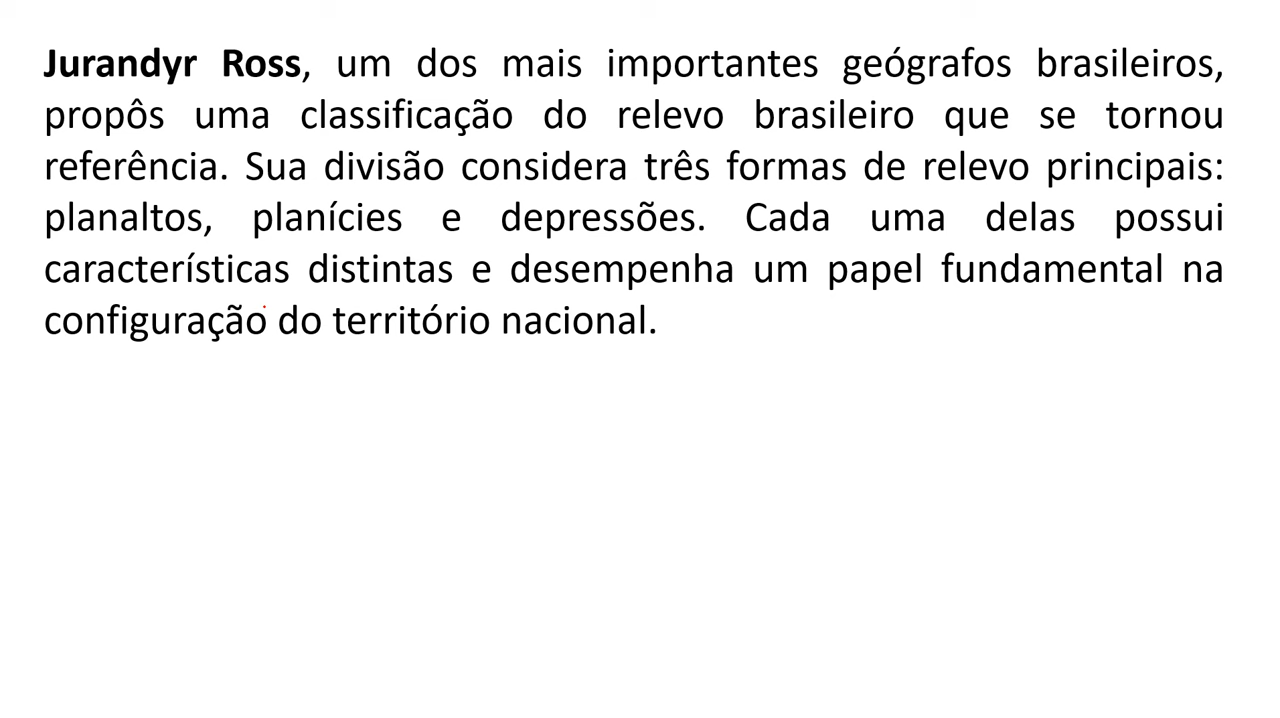 Jurandyr Ross, um dos mais importantes geógrafos brasileiros,
propôs uma classificação do relevo brasileiro que se tornou
referência. Sua divisão considera três formas de relevo principais:
planaltos, planícies e depressões. Cada uma delas possui
características distintas e desempenha um papel fundamental na
configuração do território nacional.